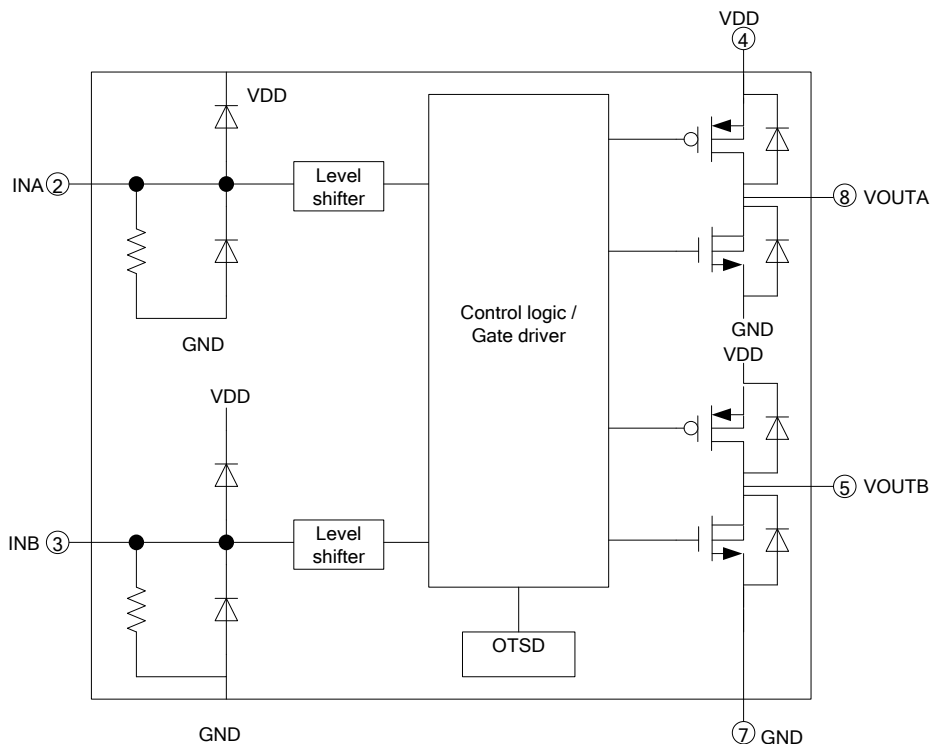 VDD
4
VDD
INA 2
Level
shifter
8 VOUTA
Control logic /
Gate driver
GND
GND
VDD
VDD
5 VOUTB
INB 3
Level
shifter
OTSD
GND
7 GND